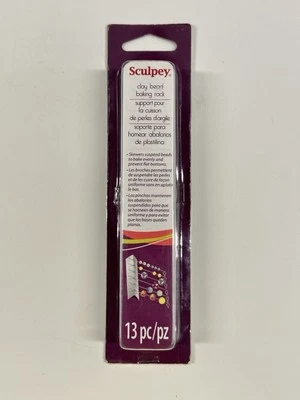 Sculpey.
clay bead
baking rack
support pour
la cuisson
de perles d'argile
soporte para
hornear abalorios
de plastilina
• Skewers suspend beads
to bake evenly and
prevent flat bottoms.
• Les brochas permettent
de suspendre les perles
et de les cuire de façon
uniforme sans en aplatir
le bas.
• Las brochas mantienen
los abalorios
suspendidos para que
se horneen de manera
uniforme y para evitar
que las bases queden
planas.
13 pc/pz